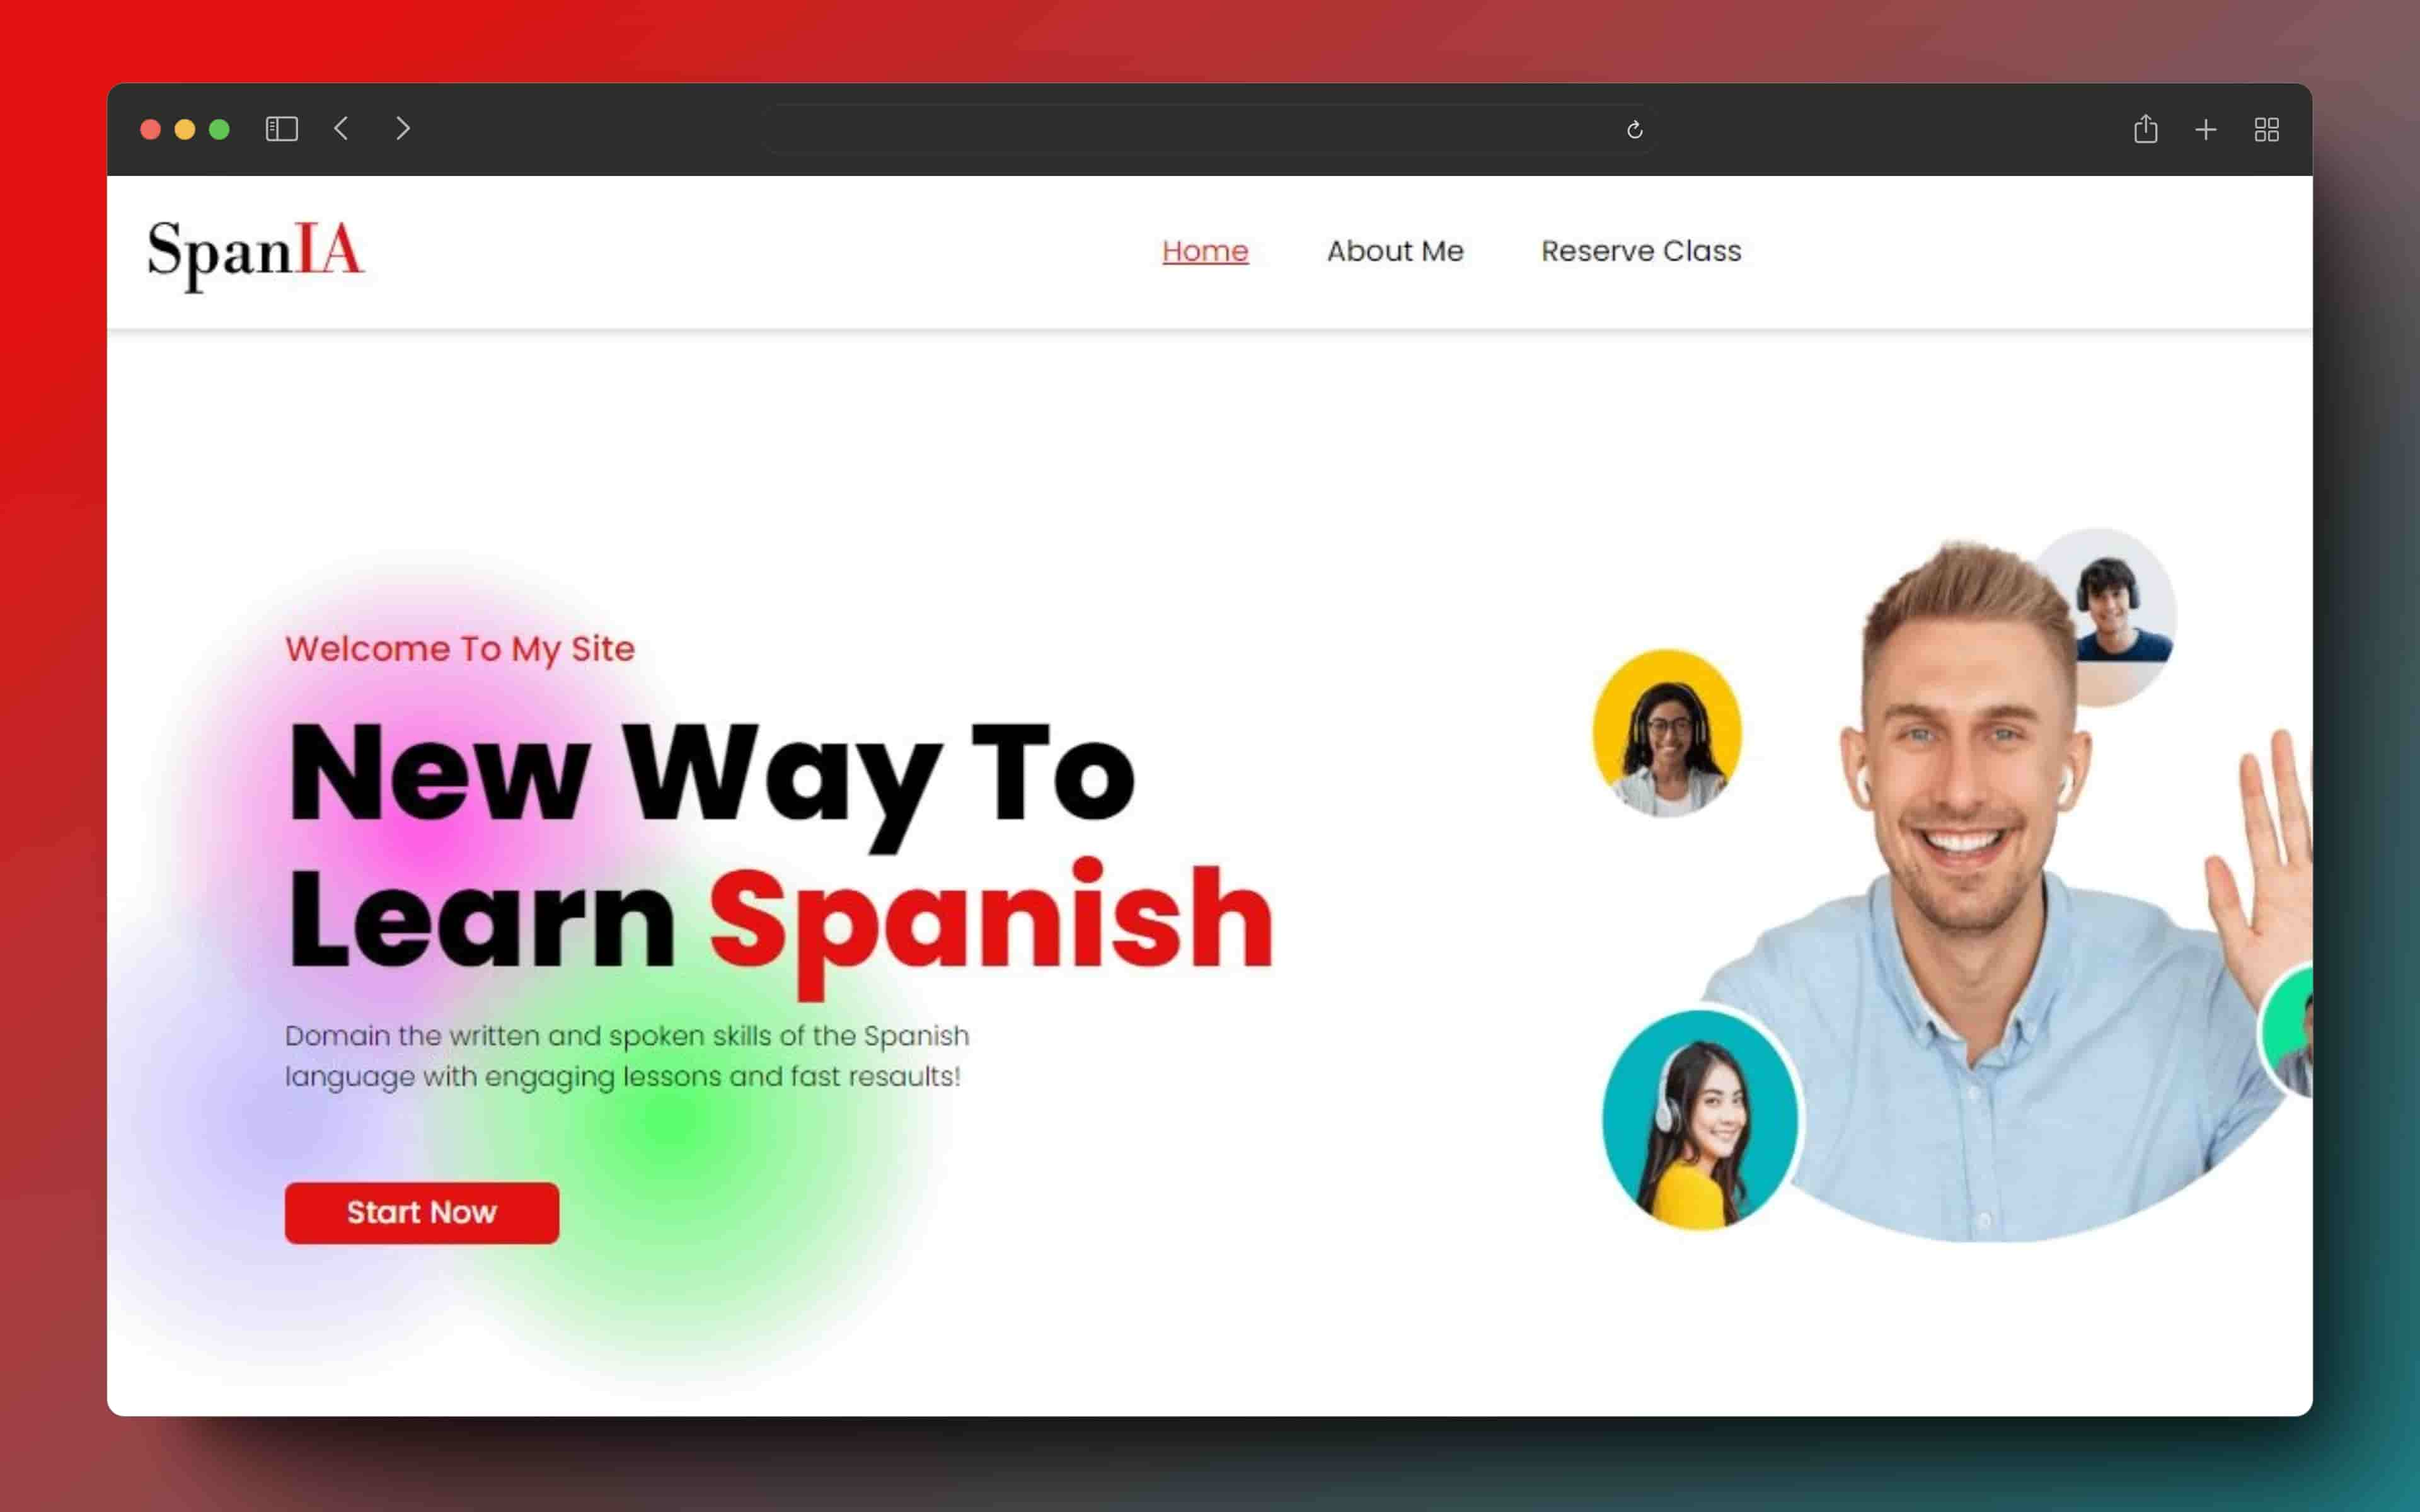 SpanIA
Home About Me Reserve Class
Welcome To My Site
New Way To
Learn Spanish
Domain the written and spoken skills of the Spanish
language with engaging lessons and fast resaults!
Start Now